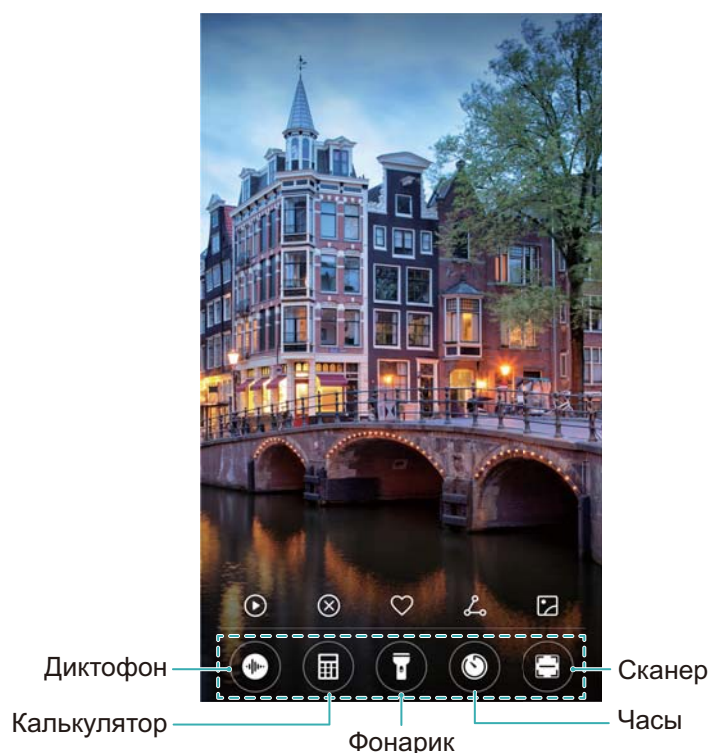 Диктофон
Сканер
Калькулятор
Часы
Фонарик